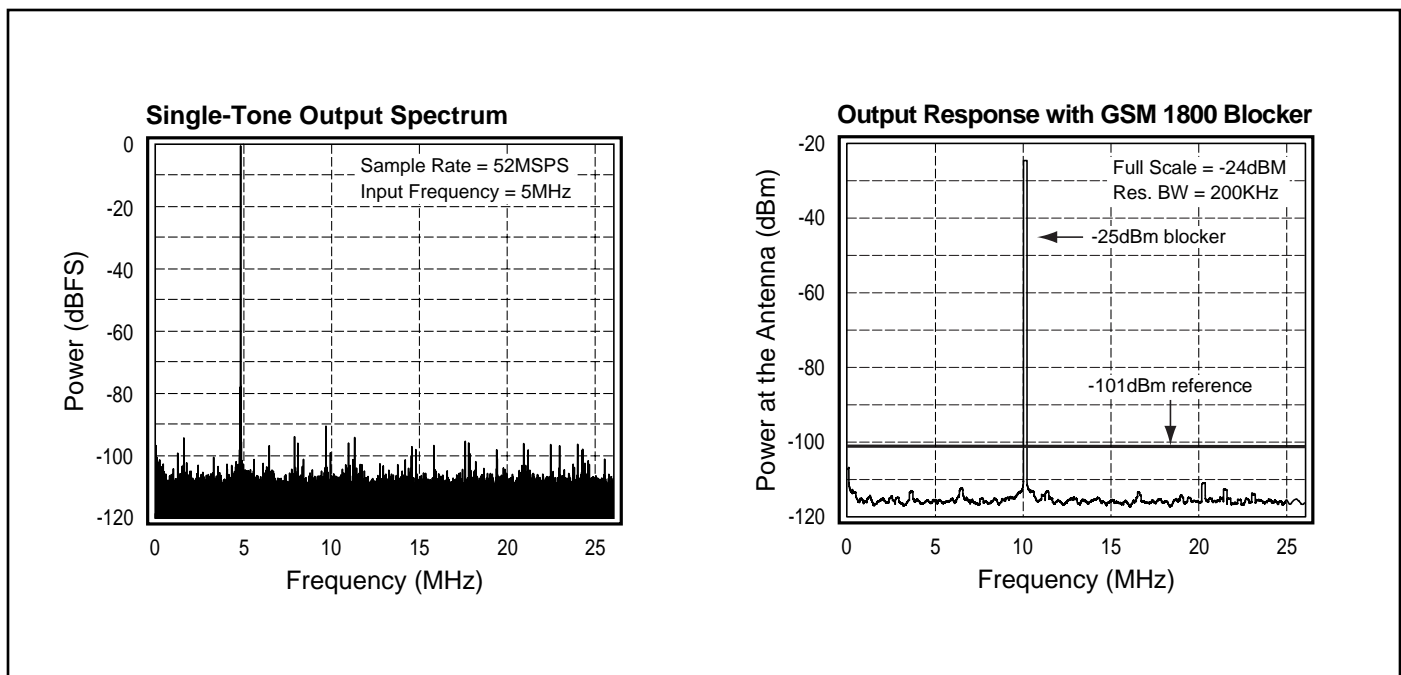 Single-Tone Output Spectrum
Power (dBFS)
0
-20
-40
-60
-80
-100
-120
Sample Rate = 52MSPS
Input Frequency = 5MHz
0 5 10 15 20 25
Frequency (MHz)
Output Response with GSM 1800 Blocker
Power at the Antenna (dBm)
-20
-40
-60
-80
-100
-120
Full Scale = -24dBM
Res. BW = 200KHz
-25dBm blocker
-101dBm reference
0 5 10 15 20 25
Frequency (MHz)